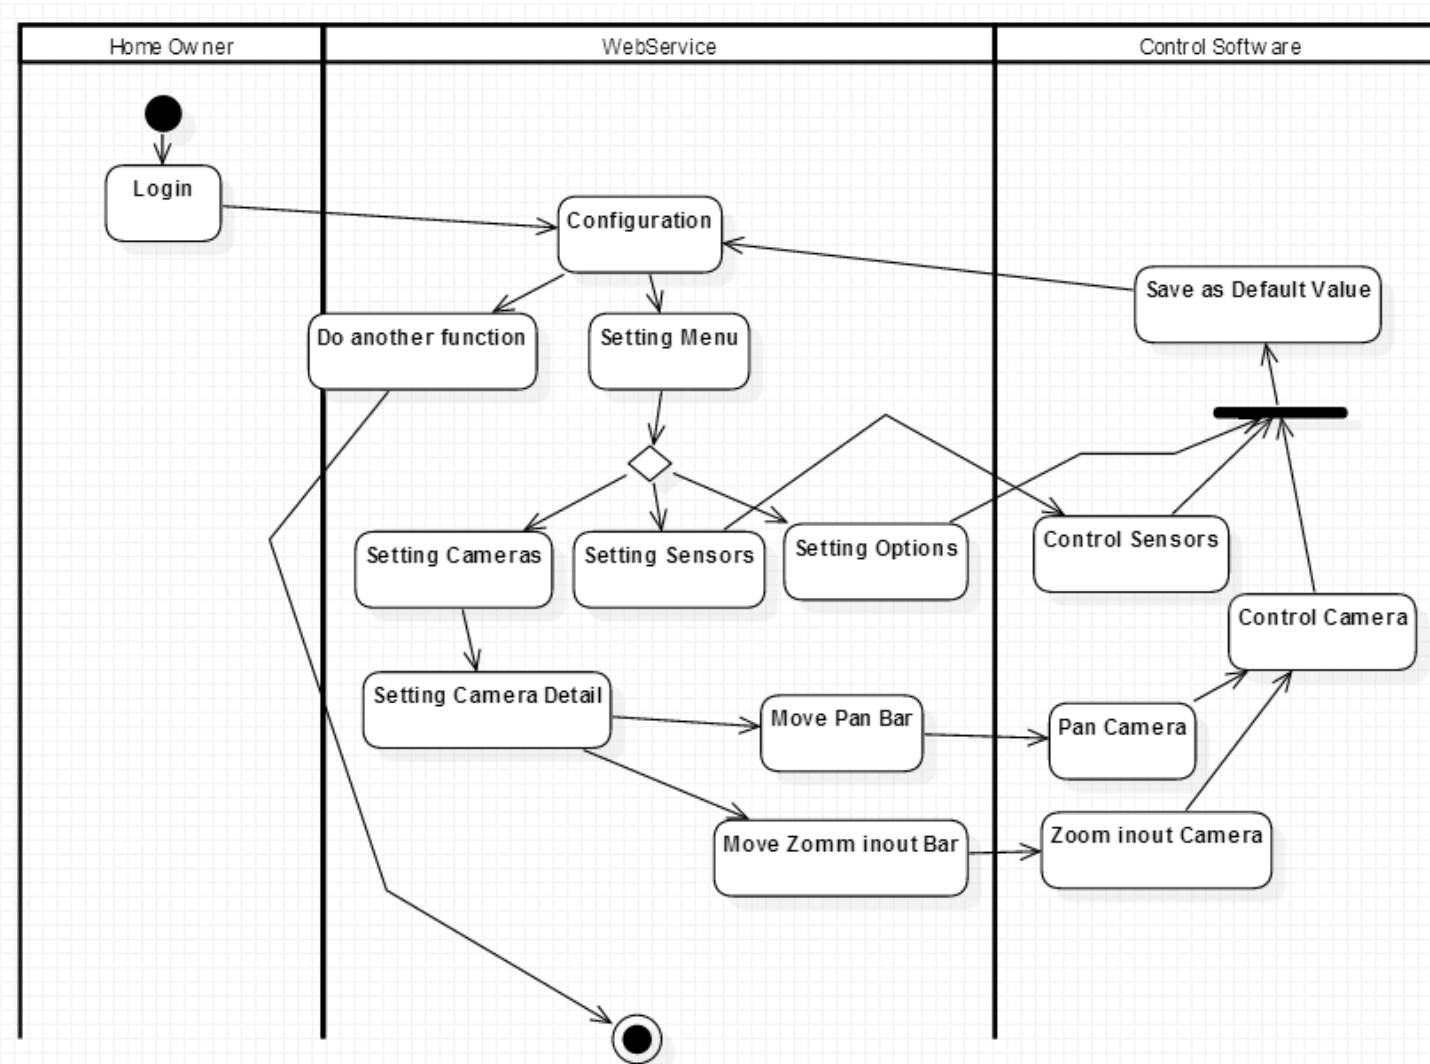 Home Owner
WebService
Control Software
Login
Configuration
Save as Default Value
Do another function
Setting Menu
Setting Cameras
Setting Sensors
Setting Options
Control Sensors
Control Camera
Setting Camera Detail
Move Pan Bar
Pan Camera
Move Zomm inout Bar
Zoom inout Camera